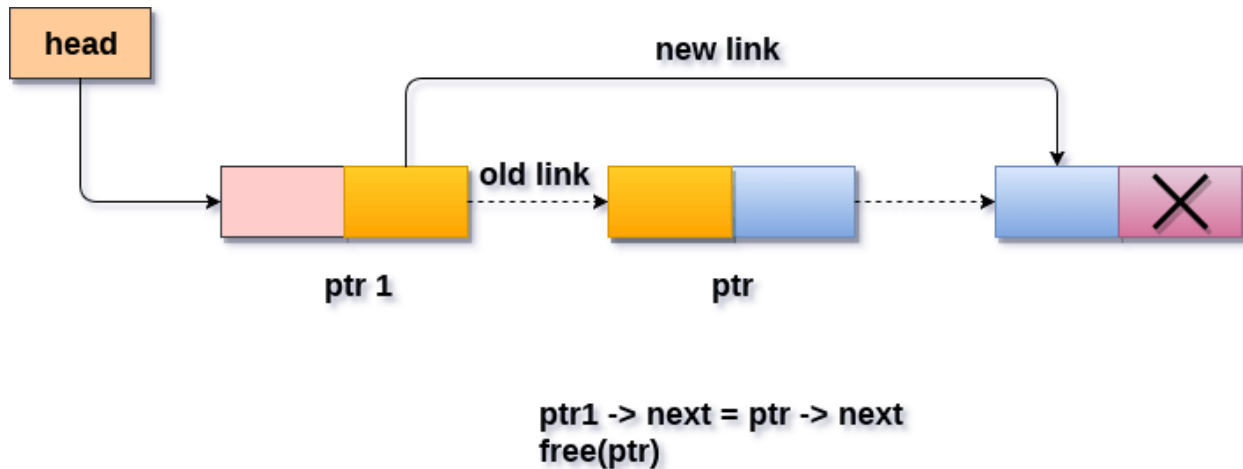 head
new link
old link
ptr 1
ptr
ptr1 -> next = ptr -> next
free(ptr)